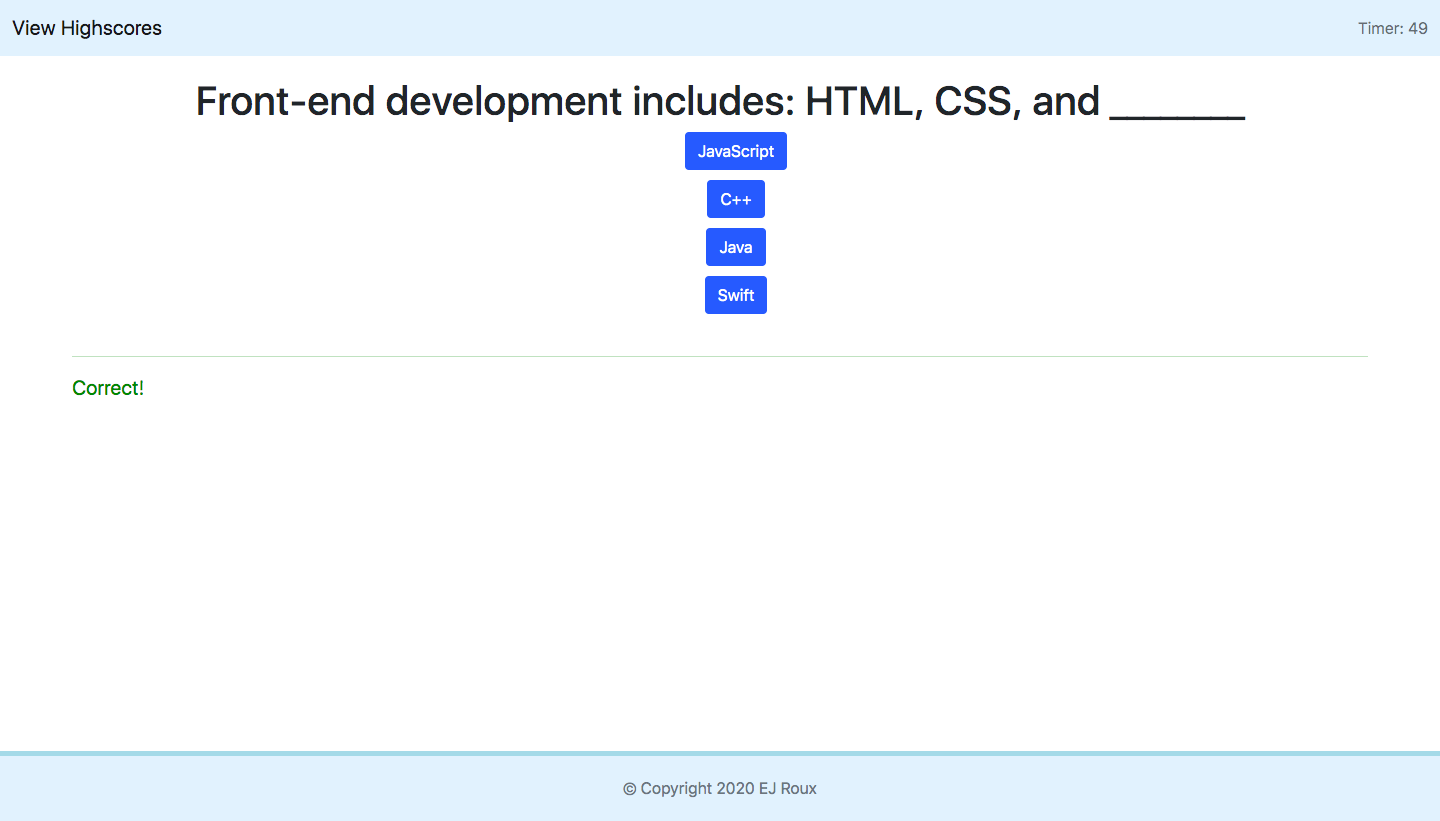 View Highscores
Timer: 49
Front-end development includes: HTML, CSS, and ________
JavaScript
C++
Java
Swift
Correct!
© Copyright 2020 EJ Roux